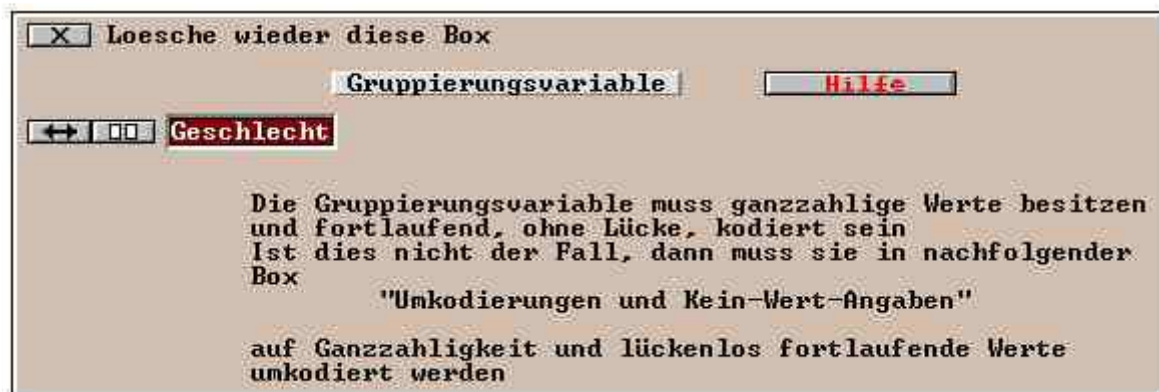 X Loesche wieder diese Box
Gruppierungsvariable Hilfe
Geschlecht
Die Gruppierungsvariable muss ganzzahlige Werte besitzen
und fortlaufend, ohne Lücke, kodiert sein
Ist dies nicht der Fall, dann muss sie in nachfolgender
Box
"Umkodierungen und Kein-Wert-Angaben"
auf Ganzzahligkeit und lückenlos fortlaufende Werte
umkodiert werden